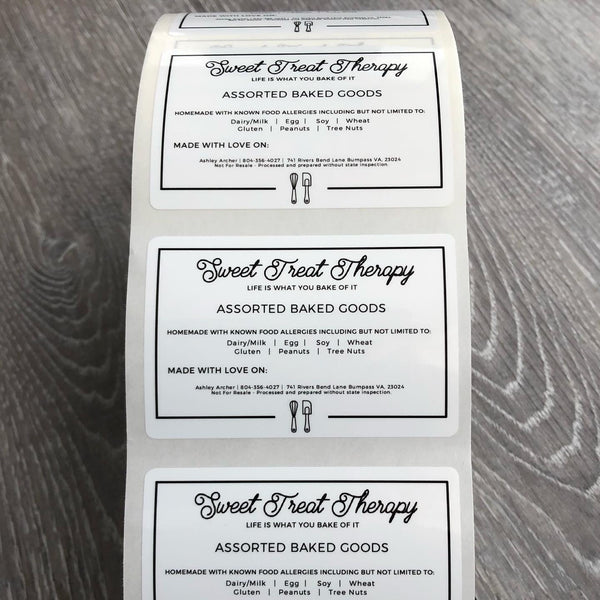 MADE WITH LOVE ON:
Sweet Treat Therapy
LIFE IS WHAT YOU BAKE OF IT
ASSORTED BAKED GOODS
HOMEMADE WITH KNOWN FOOD ALLERGIES INCLUDING BUT NOT LIMITED TO:
Dairy/Milk | Egg | Soy | Wheat
Gluten | Peanuts | Tree Nuts
MADE WITH LOVE ON:
Ashley Archer | 804-356-4027 | 741 Rivers Bend Lane Bumpass VA, 23024
Not For Resale - Processed and prepared without state inspection.
Sweet Treat Therapy
LIFE IS WHAT YOU BAKE OF IT
ASSORTED BAKED GOODS
HOMEMADE WITH KNOWN FOOD ALLERGIES INCLUDING BUT NOT LIMITED TO:
Dairy/Milk | Egg | Soy | Wheat
Gluten | Peanuts | Tree Nuts
MADE WITH LOVE ON:
Ashley Archer | 804-356-4027 | 741 Rivers Bend Lane Bumpass VA, 23024
Not For Resale - Processed and prepared without state inspection.
Sweet Treat Therapy
LIFE IS WHAT YOU BAKE OF IT
ASSORTED BAKED GOODS
HOMEMADE WITH KNOWN FOOD ALLERGIES INCLUDING BUT NOT LIMITED TO:
Dairy/Milk | Egg | Soy | Wheat
Gluten | Peanuts | Tree Nuts